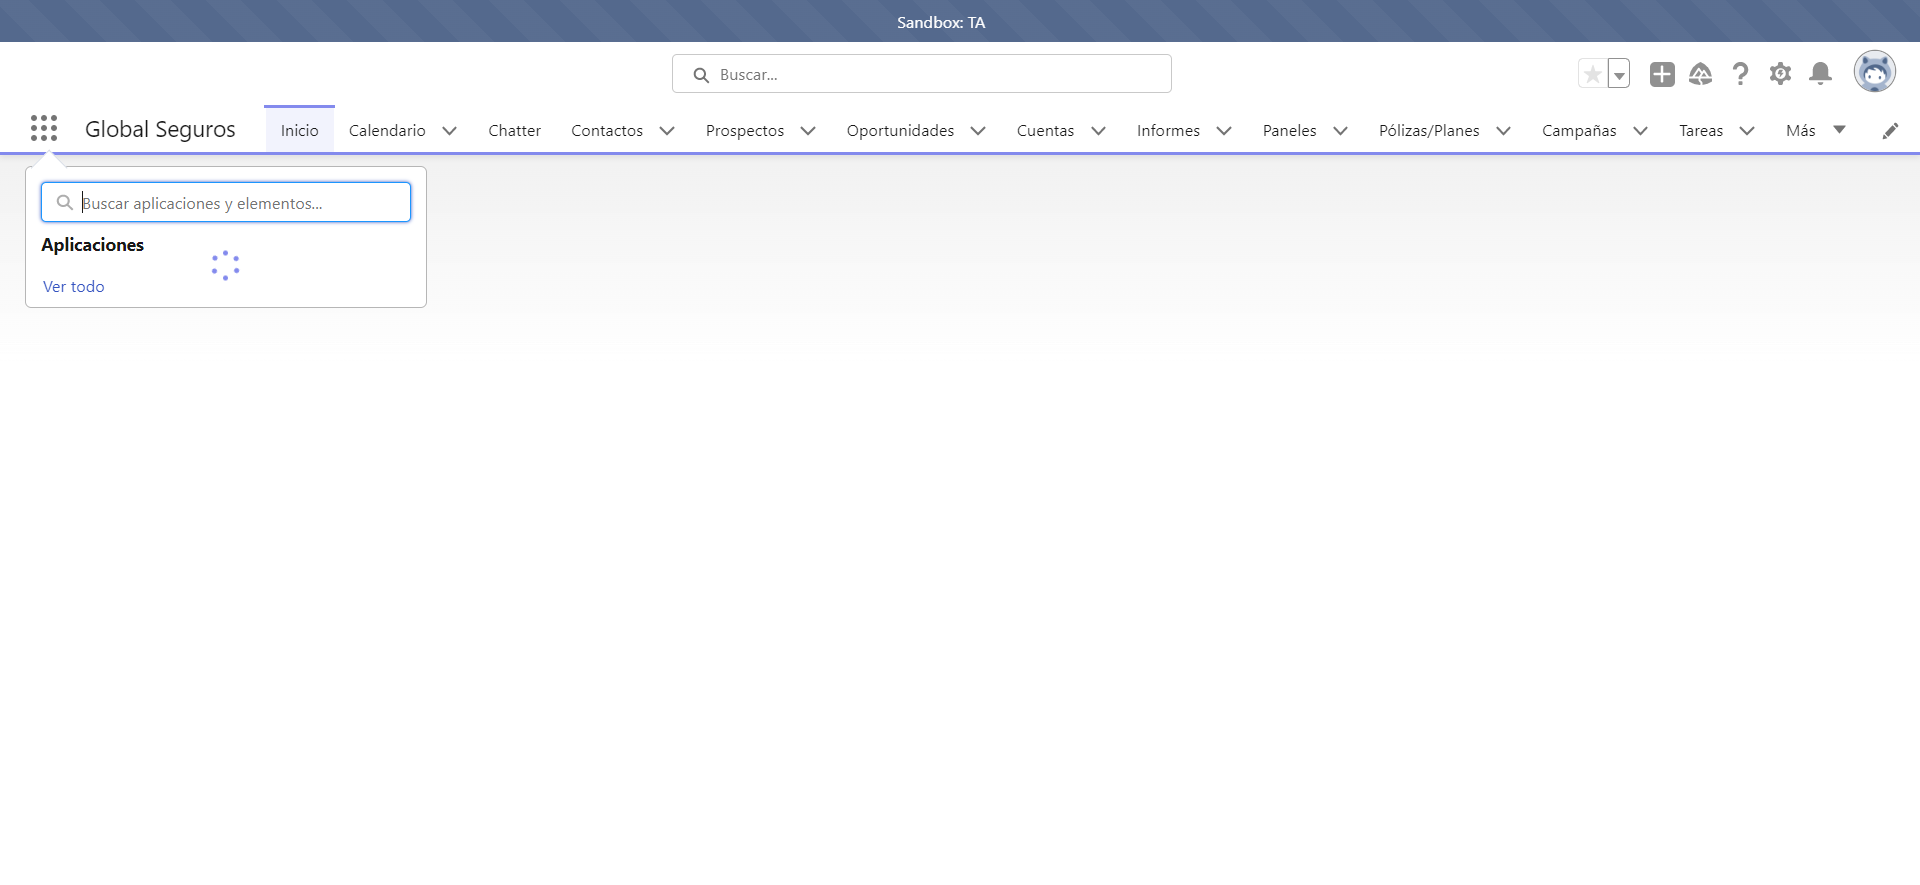 Sandbox: TA
Buscar...
Global Seguros
Inicio
Calendario
Chatter
Contactos
Prospectos
Oportunidades
Cuentas
Informes
Paneles
Pólizas/Planes
Campañas
Tareas
Más
Buscar aplicaciones y elementos...
Aplicaciones
Ver todo